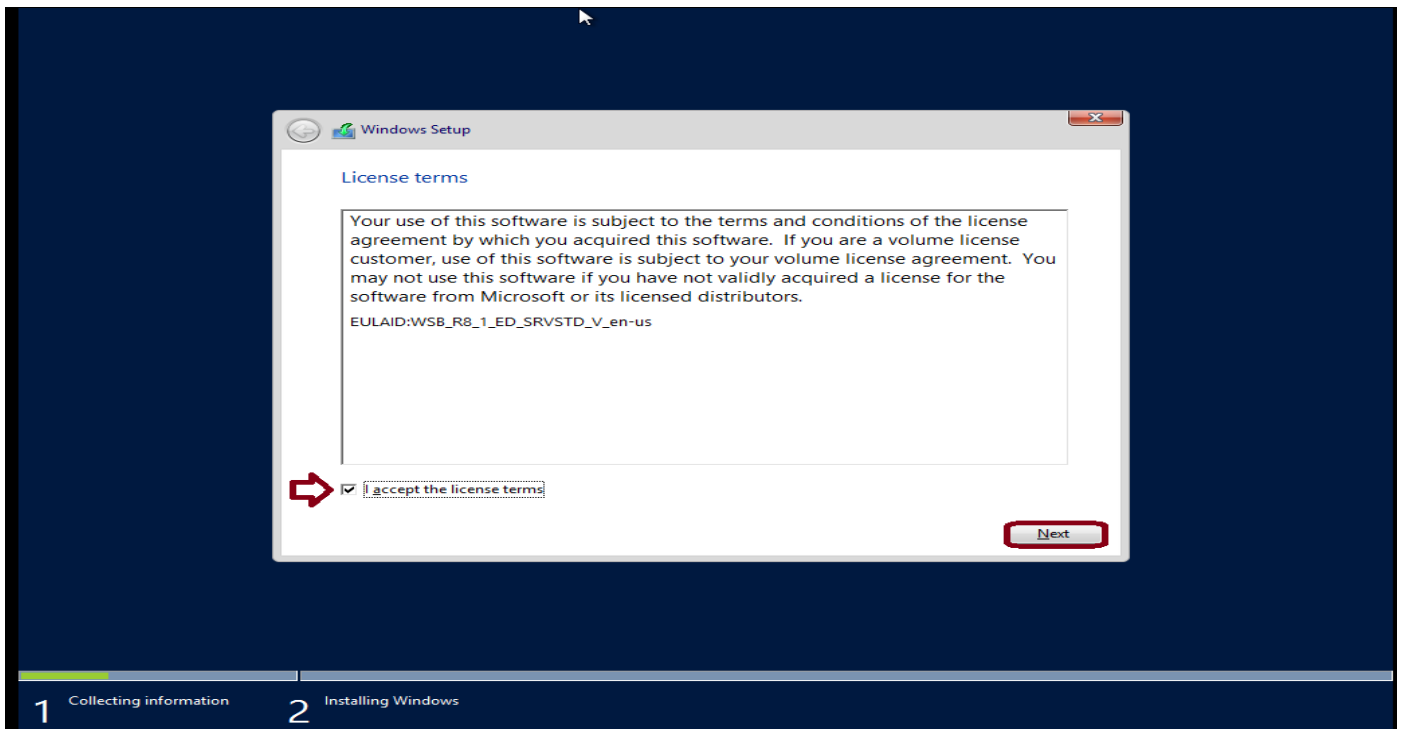 Windows Setup
License terms
Your use of this software is subject to the terms and conditions of the license
agreement by which you acquired this software.  If you are a volume license
customer, use of this software is subject to your volume license agreement.  You
may not use this software if you have not validly acquired a license for the
software from Microsoft or its licensed distributors.
EULAID:WSB_R8_1_ED_SRVSTD_V_en-us
I accept the license terms
Next
1 Collecting information 2 Installing Windows